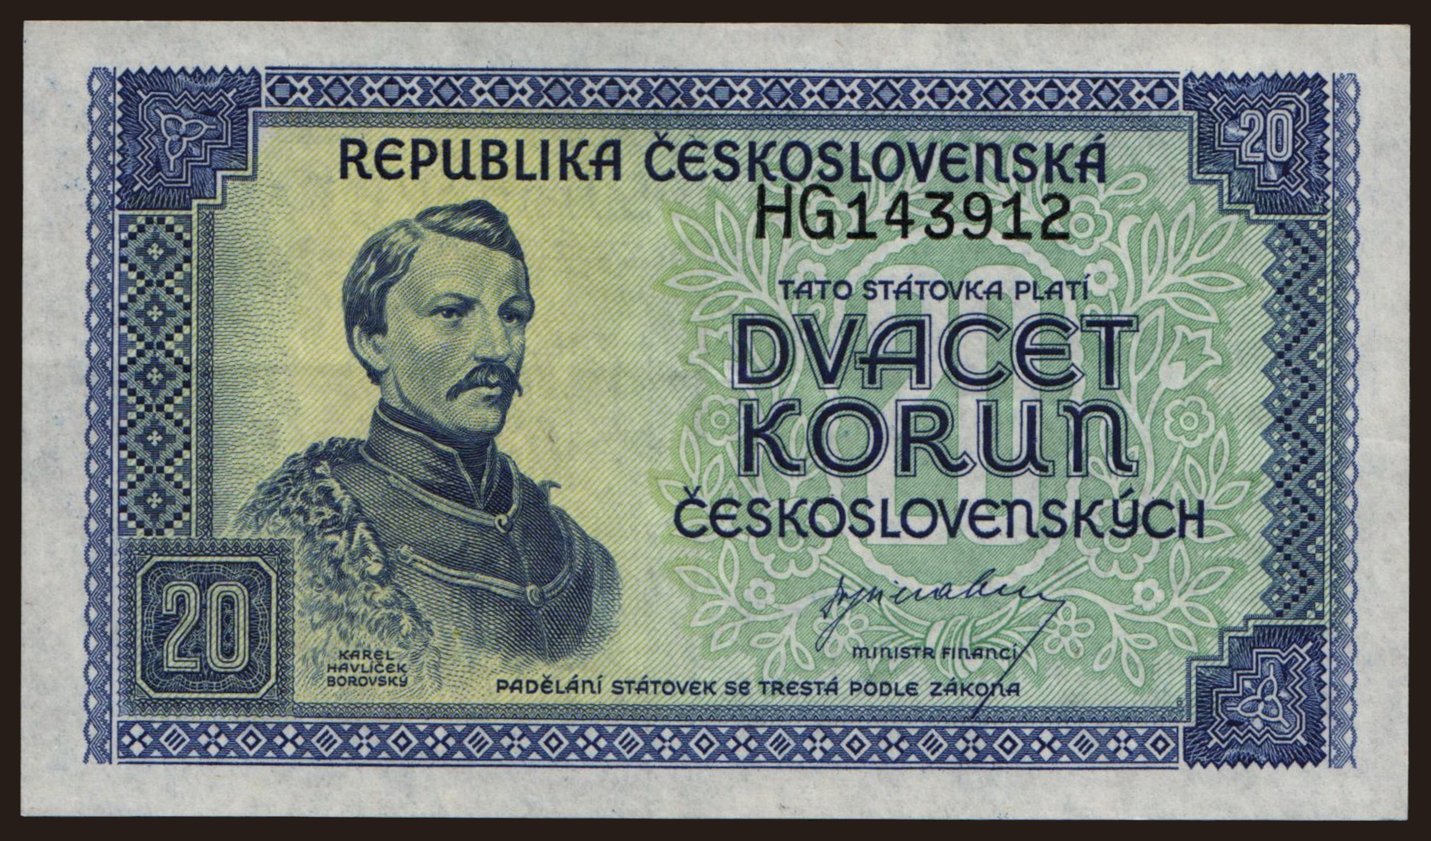 REPUBLIKA ČESKOSLOVENSKÁ
20
HG143912
TATO STÁTOVKA PLATÍ
DVACET
KORUN
20
ČESKOSLOVENSKÝCH
20
KAREL
HAVLÍČEK
BOROVSKÝ
MINISTR FINANCÍ
PADĚLÁNÍ STÁTOVEK SE TRESTÁ PODLE ZÁKONA